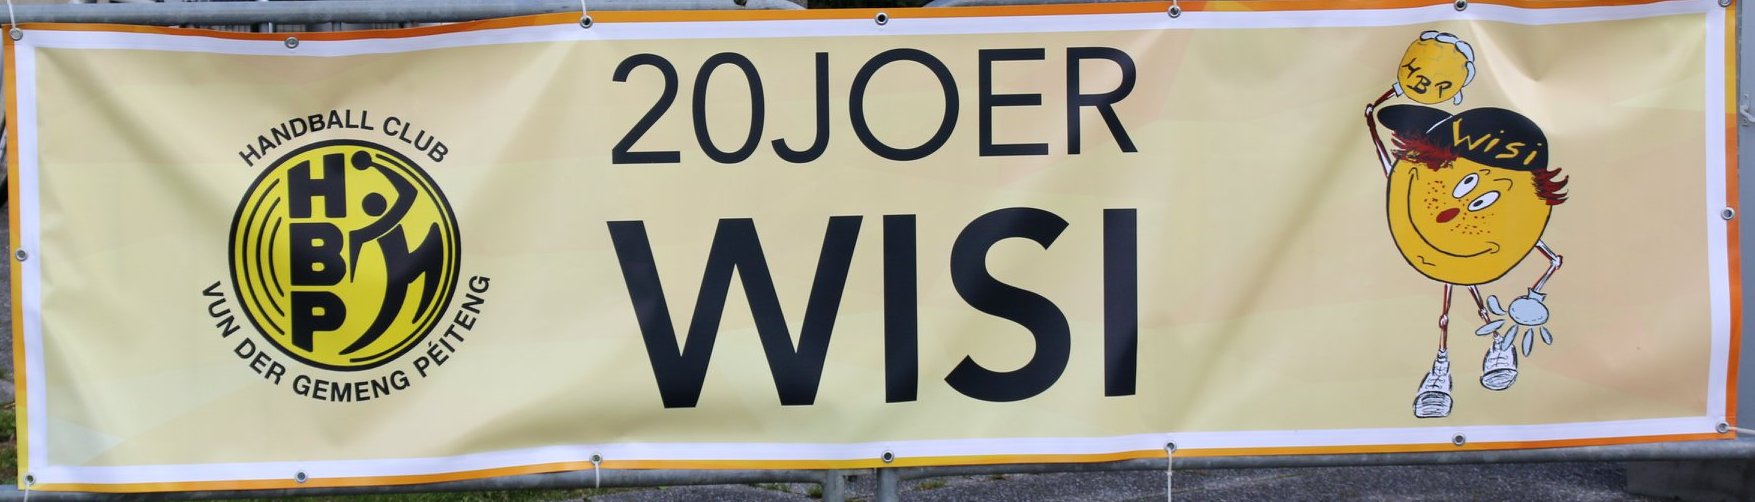 HANDBALL CLUB
HBP
VUN DER GEMENG PÉITENG
20JOER
WISI
HBP
Wisi